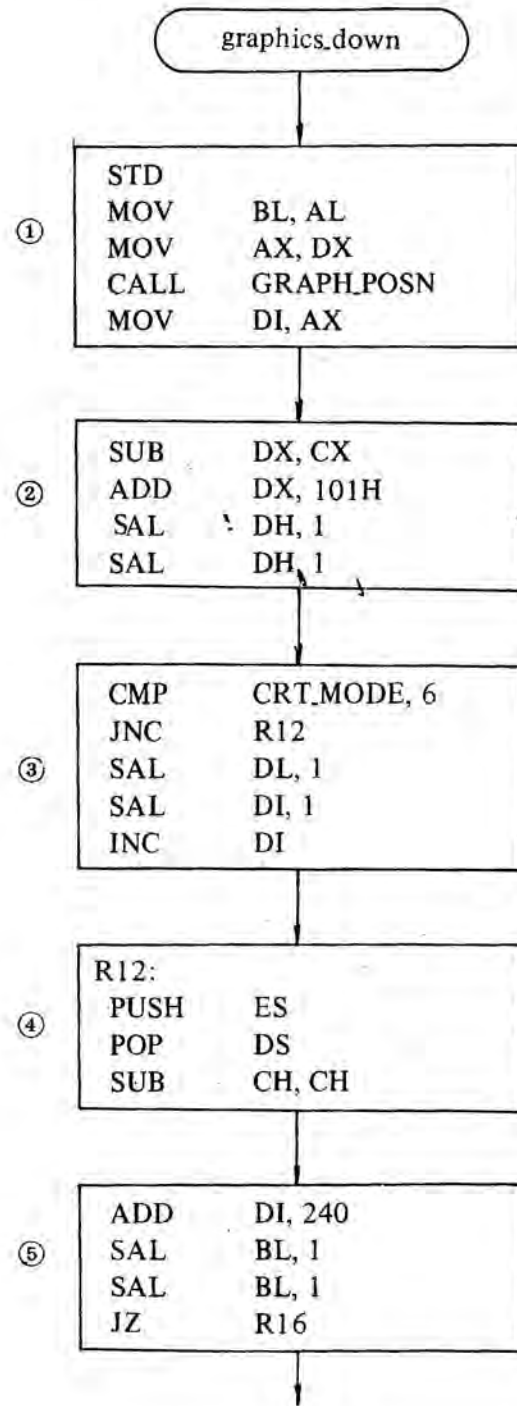 graphics_down
①
STD
MOV BL, AL
MOV AX, DX
CALL GRAPH_POSN
MOV DI, AX
②
SUB DX, CX
ADD DX, 101H
SAL DH, 1
SAL DH, 1
③
CMP CRT_MODE, 6
JNC R12
SAL DL, 1
SAL DI, 1
INC DI
④
R12:
PUSH ES
POP DS
SUB CH, CH
⑤
ADD DI, 240
SAL BL, 1
SAL BL, 1
JZ R16